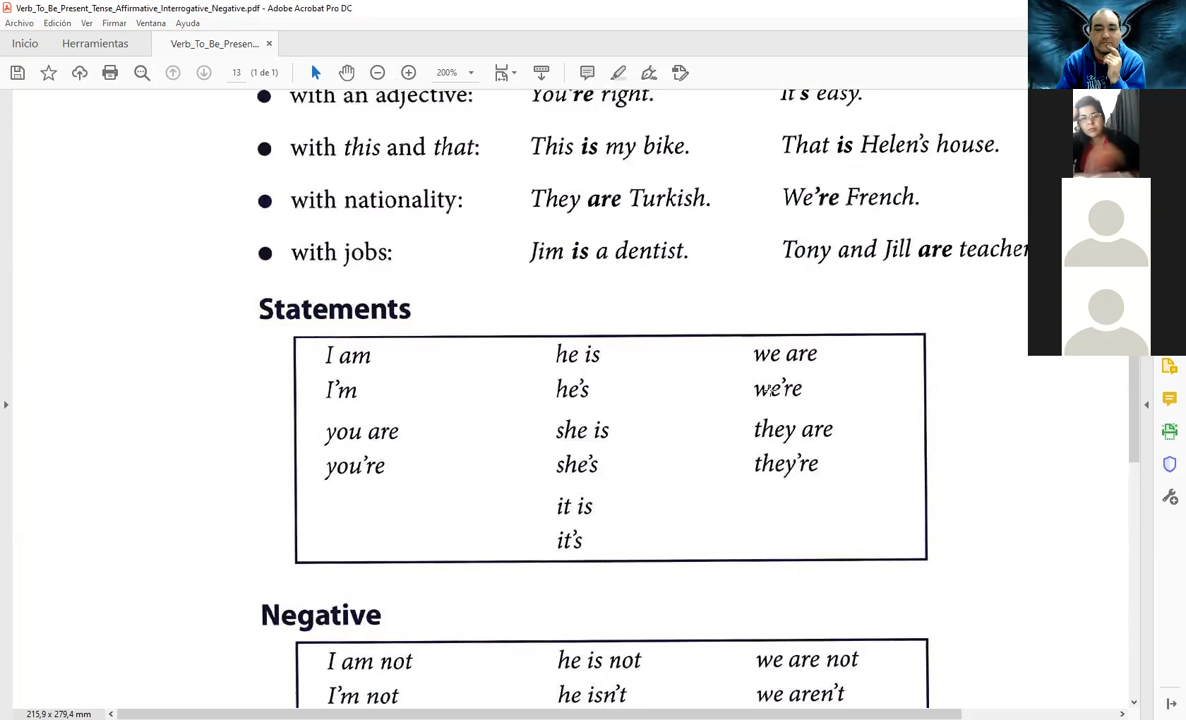 Verb_To_Be_Present_Tense_Affirmative_Interrogative_Negative.pdf - Adobe Acrobat Pro DC
Archivo Edición Ver Firmar Ventana Ayuda
Inicio Herramientas Verb_To_Be_Presen... ×
13 (1 de 1) 200%
with an adjective: You're right. It's easy.
with this and that: This is my bike. That is Helen's house.
with nationality: They are Turkish. We're French.
with jobs: Jim is a dentist. Tony and Jill are teacher
Statements
I am he is we are
I'm he's we're
you are she is they are
you're she's they're
it is
it's
Negative
I am not he is not we are not
I'm not he isn't we aren't
215,9 x 279,4 mm